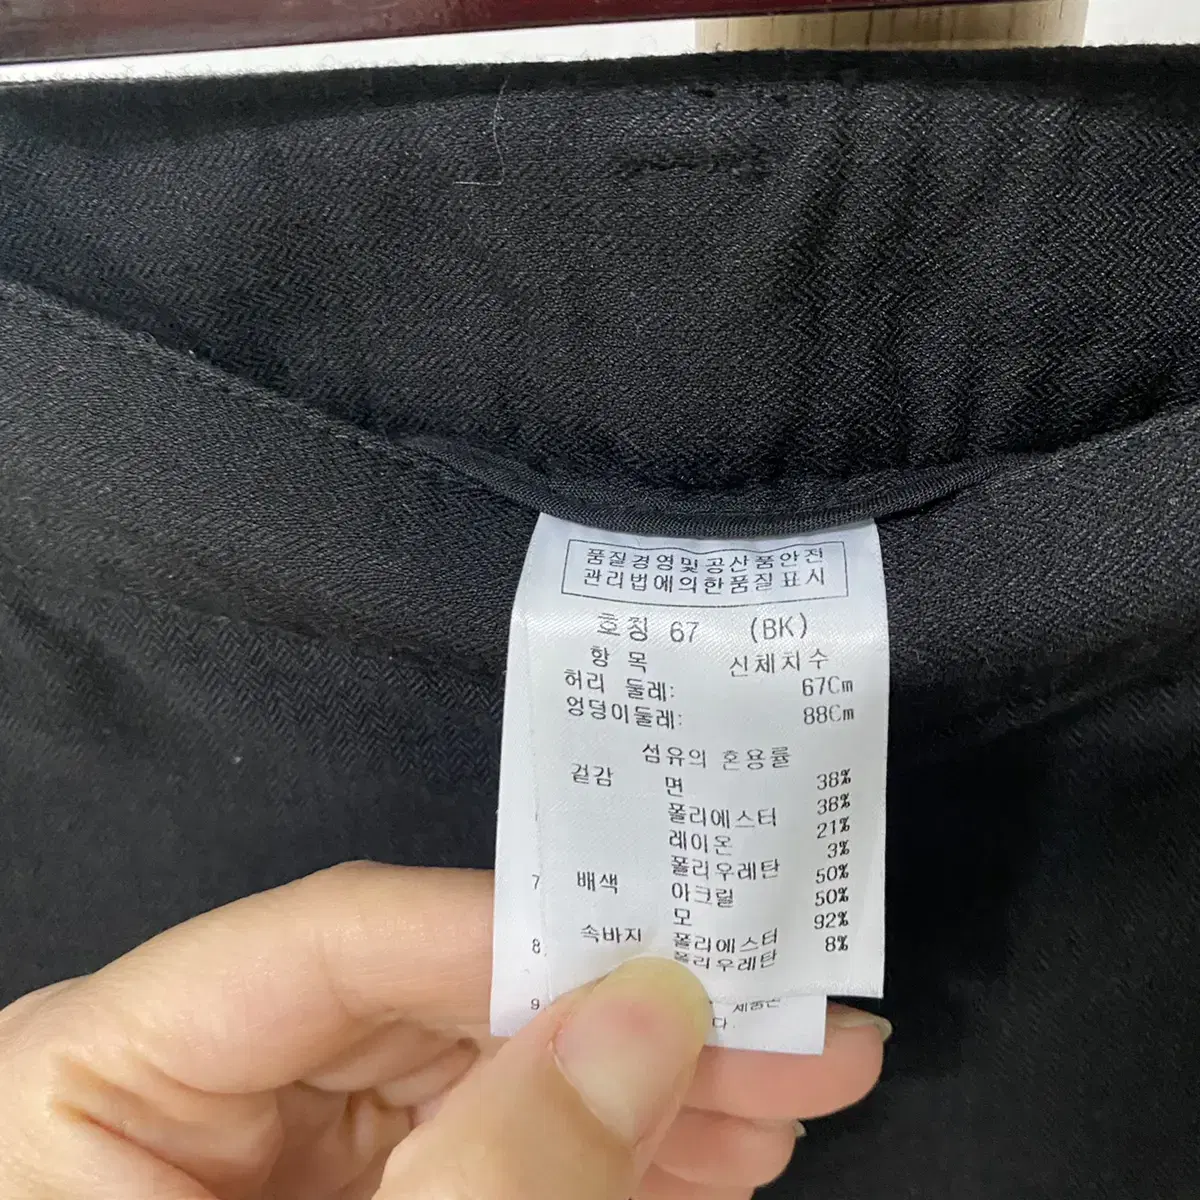 품질경영및공산품안전
관리법에의한품질표시
호칭 67 (BK)
항 목 신체치수
허리 둘레: 67Cm
엉덩이둘레: 88Cm
섬유의 혼용률
겉감 면 38%
폴리에스터 38%
레이온 21%
폴리우레탄 3%
배색 아크릴 50%
모 50%
속바지 폴리에스터 92%
폴리우레탄 8%
7
8
9